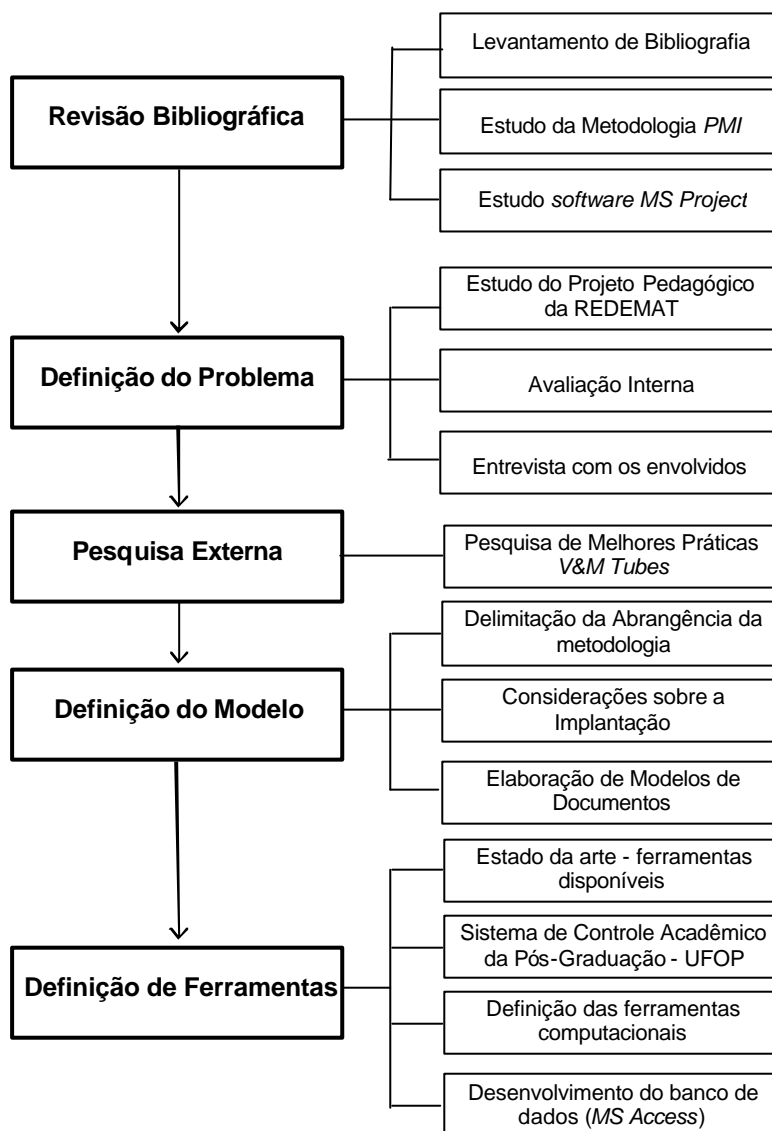 Revisão Bibliográfica
Levantamento de Bibliografia
Estudo da Metodologia PMI
Estudo software MS Project
Definição do Problema
Estudo do Projeto Pedagógico
da REDEMAT
Avaliação Interna
Entrevista com os envolvidos
Pesquisa Externa
Pesquisa de Melhores Práticas
V&M Tubes
Definição do Modelo
Delimitação da Abrangência da
metodologia
Considerações sobre a
Implantação
Elaboração de Modelos de
Documentos
Definição de Ferramentas
Estado da arte - ferramentas
disponíveis
Sistema de Controle Acadêmico
da Pós-Graduação - UFOP
Definição das ferramentas
computacionais
Desenvolvimento do banco de
dados (MS Access)